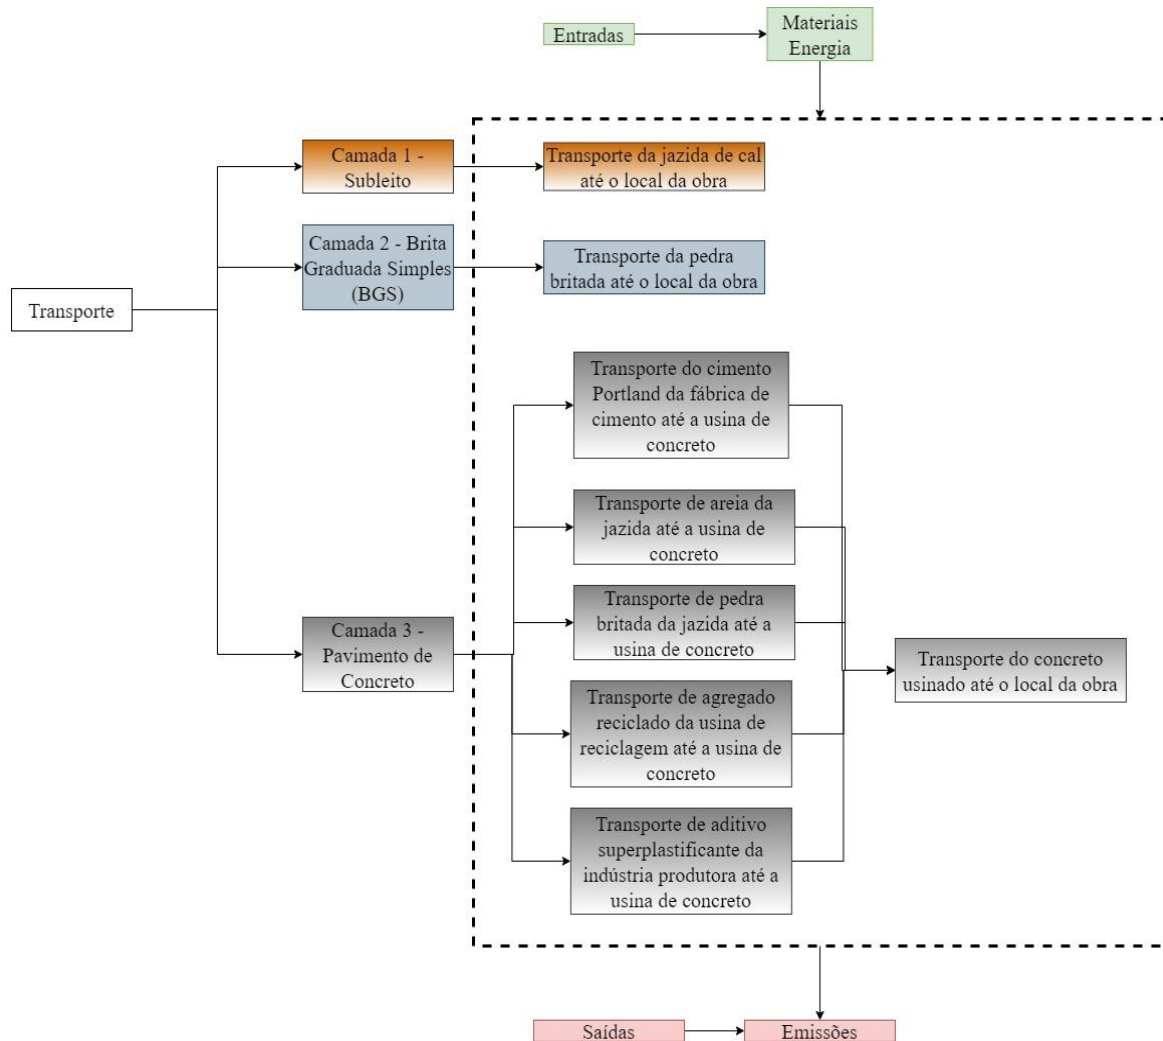 Entradas
Materiais
Energia
Camada 1 -
Subleito
Transporte da jazida de cal
até o local da obra
Camada 2 - Brita
Graduada Simples
(BGS)
Transporte da pedra
britada até o local da obra
Transporte
Transporte do cimento
Portland da fábrica de
cimento até a usina de
concreto
Transporte de areia da
jazida até a usina de
concreto
Transporte de pedra
britada da jazida até a
usina de concreto
Camada 3 -
Pavimento de
Concreto
Transporte de agregado
reciclado da usina de
reciclagem até a usina de
concreto
Transporte de aditivo
superplastificante da
indústria produtora até a
usina de concreto
Transporte do concreto
usinado até o local da obra
Saídas
Emissões